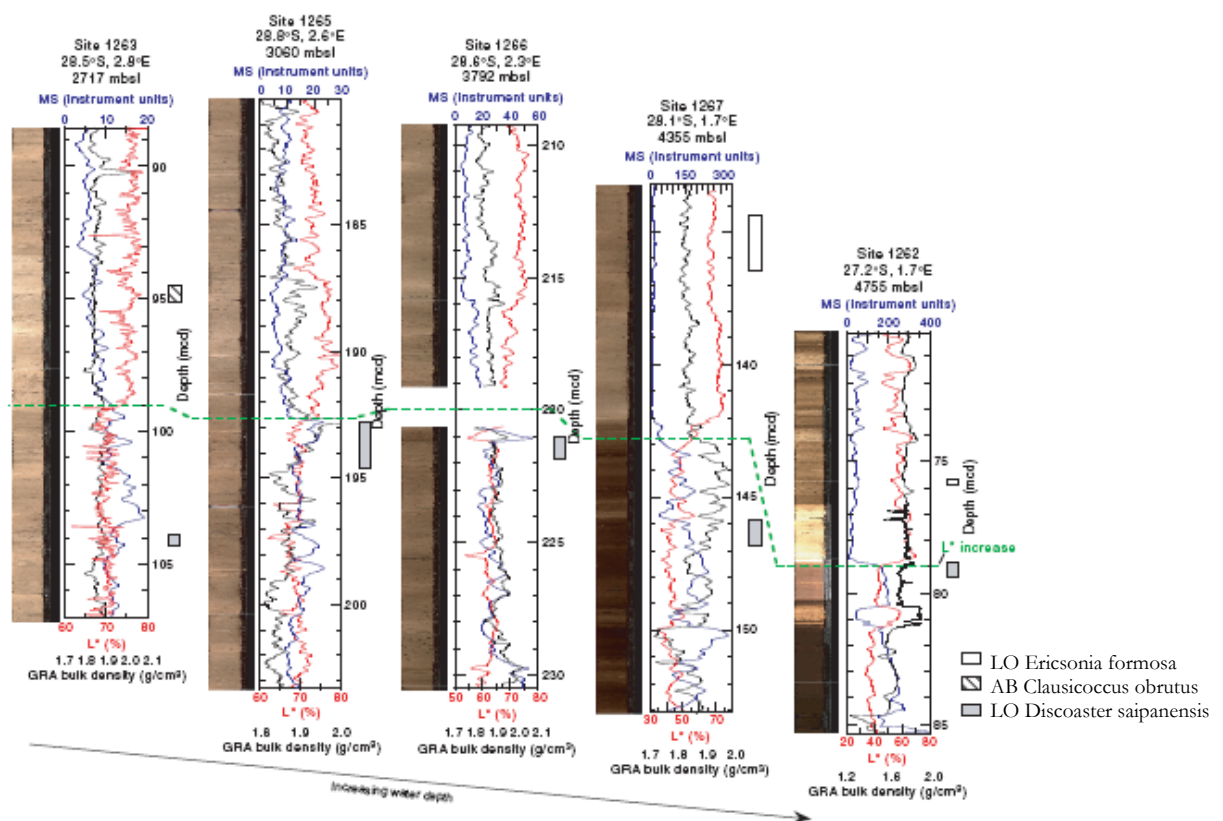 Site 1263
28.5°S, 2.8°E
2717 mbsl
MS (Instrument units)
0 10 20
90
95
100
105
Depth (mcd)
60 70 80
L* (%)
1.7 1.8 1.9 2.0 2.1
GRA bulk density (g/cm³)
Site 1265
28.8°S, 2.6°E
3060 mbsl
MS (Instrument units)
0 10 20 30
185
190
195
200
Depth (mcd)
60 70 80
L* (%)
1.8 1.9 2.0
GRA bulk density (g/cm³)
Site 1266
28.6°S, 2.3°E
3792 mbsl
MS (Instrument units)
0 20 40 60
210
215
220
225
230
Depth (mcd)
50 60 70 80 90
L* (%)
1.7 1.8 1.9 2.0 2.1
GRA bulk density (g/cm³)
Site 1267
28.1°S, 1.7°E
4355 mbsl
MS (Instrument units)
0 150 300
140
145
150
Depth (mcd)
30 50 70
L* (%)
1.7 1.8 1.9 2.0
GRA bulk density (g/cm³)
Site 1262
27.2°S, 1.7°E
4755 mbsl
MS (Instrument units)
0 200 400
75
80
85
Depth (mcd)
L* increase
20 40 60 80
L* (%)
1.2 1.6 2.0
GRA bulk density (g/cm³)
LO Ericsonia formosa
AB Clausicoccus obrutus
LO Discoaster saipanensis
Increasing water depth